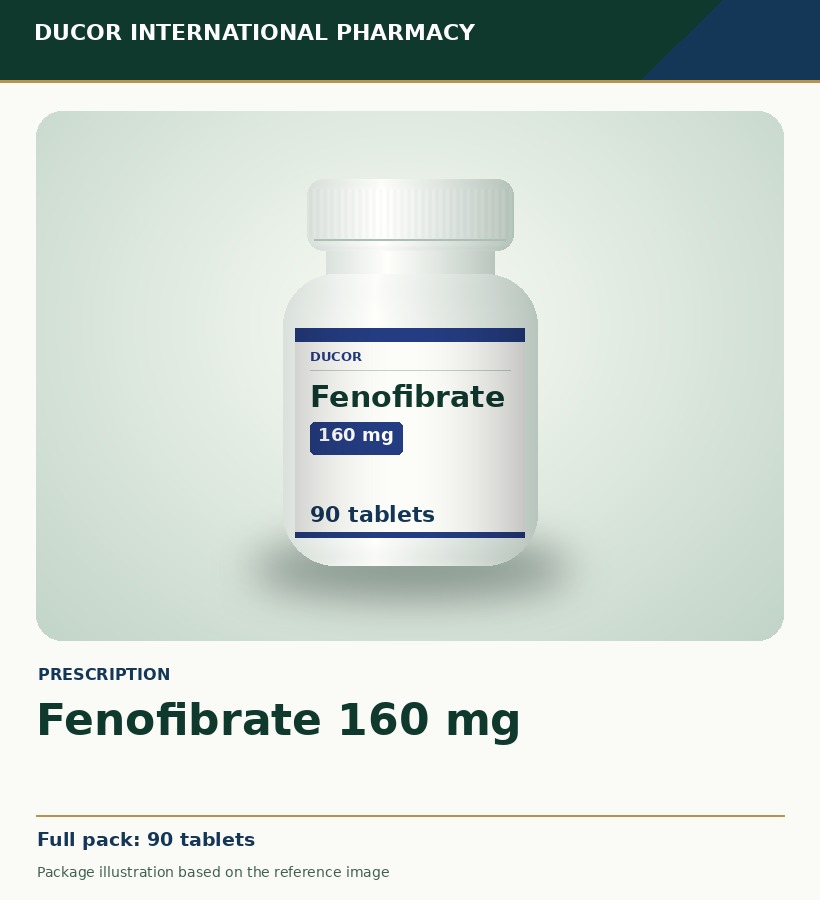 DUCOR INTERNATIONAL PHARMACY
DUCOR
Fenofibrate
160 mg
90 tablets
PRESCRIPTION
Fenofibrate 160 mg
Full pack: 90 tablets
Package illustration based on the reference image